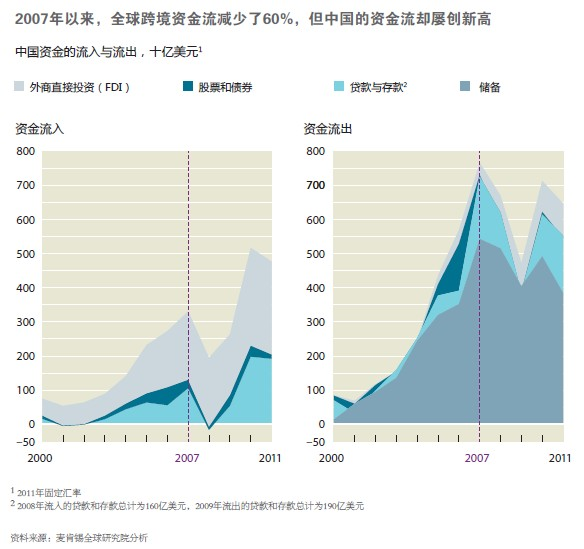 2007年以来，全球跨境资金流减少了60%，但中国的资金流却屡创新高
中国资金的流入与流出，十亿美元1
外商直接投资（FDI） 股票和债券 贷款与存款2 储备
资金流入 资金流出
800 800
700 700
600 600
500 500
400 400
300 300
200 200
100 100
0 0
–50 –50
2000 2007 2011 2000 2007 2011
1 2011年固定汇率
2 2008年流入的贷款和存款总计为160亿美元，2009年流出的贷款和存款总计为190亿美元
资料来源：麦肯锡全球研究院分析